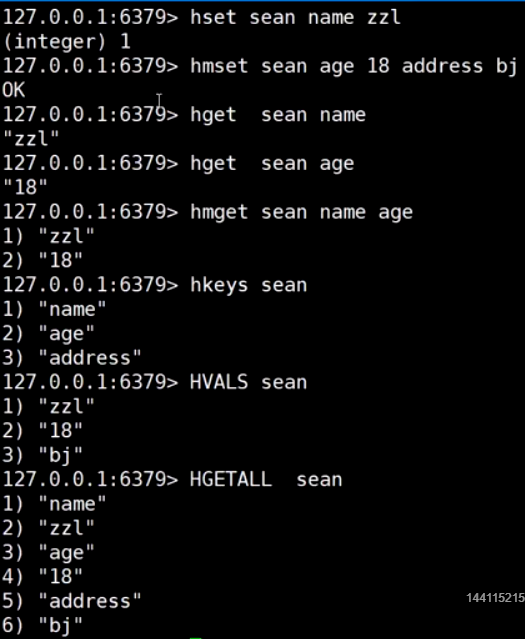 127.0.0.1:6379> hset sean name zzl
(integer) 1
127.0.0.1:6379> hmset sean age 18 address bj
OK
127.0.0.1:6379> hget  sean name
"zzl"
127.0.0.1:6379> hget  sean age
"18"
127.0.0.1:6379> hmget sean name age
1) "zzl"
2) "18"
127.0.0.1:6379> hkeys sean
1) "name"
2) "age"
3) "address"
127.0.0.1:6379> HVALS sean
1) "zzl"
2) "18"
3) "bj"
127.0.0.1:6379> HGETALL  sean
1) "name"
2) "zzl"
3) "age"
4) "18"
5) "address"
144115215
6) "bj"